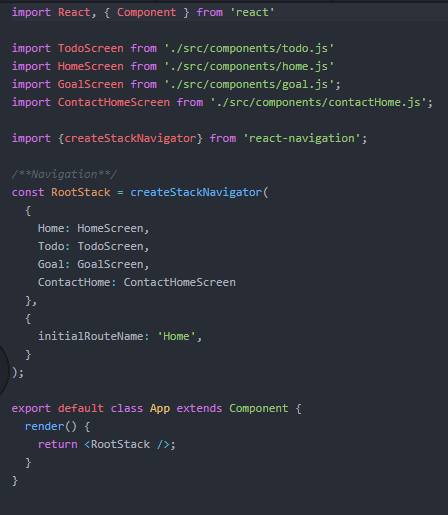 import React, { Component } from 'react'
import TodoScreen from './src/components/todo.js'
import HomeScreen from './src/components/home.js'
import GoalScreen from './src/components/goal.js';
import ContactHomeScreen from './src/components/contactHome.js';
import {createStackNavigator} from 'react-navigation';
/**Navigation**/
const RootStack = createStackNavigator(
  {
    Home: HomeScreen,
    Todo: TodoScreen,
    Goal: GoalScreen,
    ContactHome: ContactHomeScreen
  },
  {
    initialRouteName: 'Home',
  }
);
export default class App extends Component {
  render() {
    return <RootStack />;
  }
}